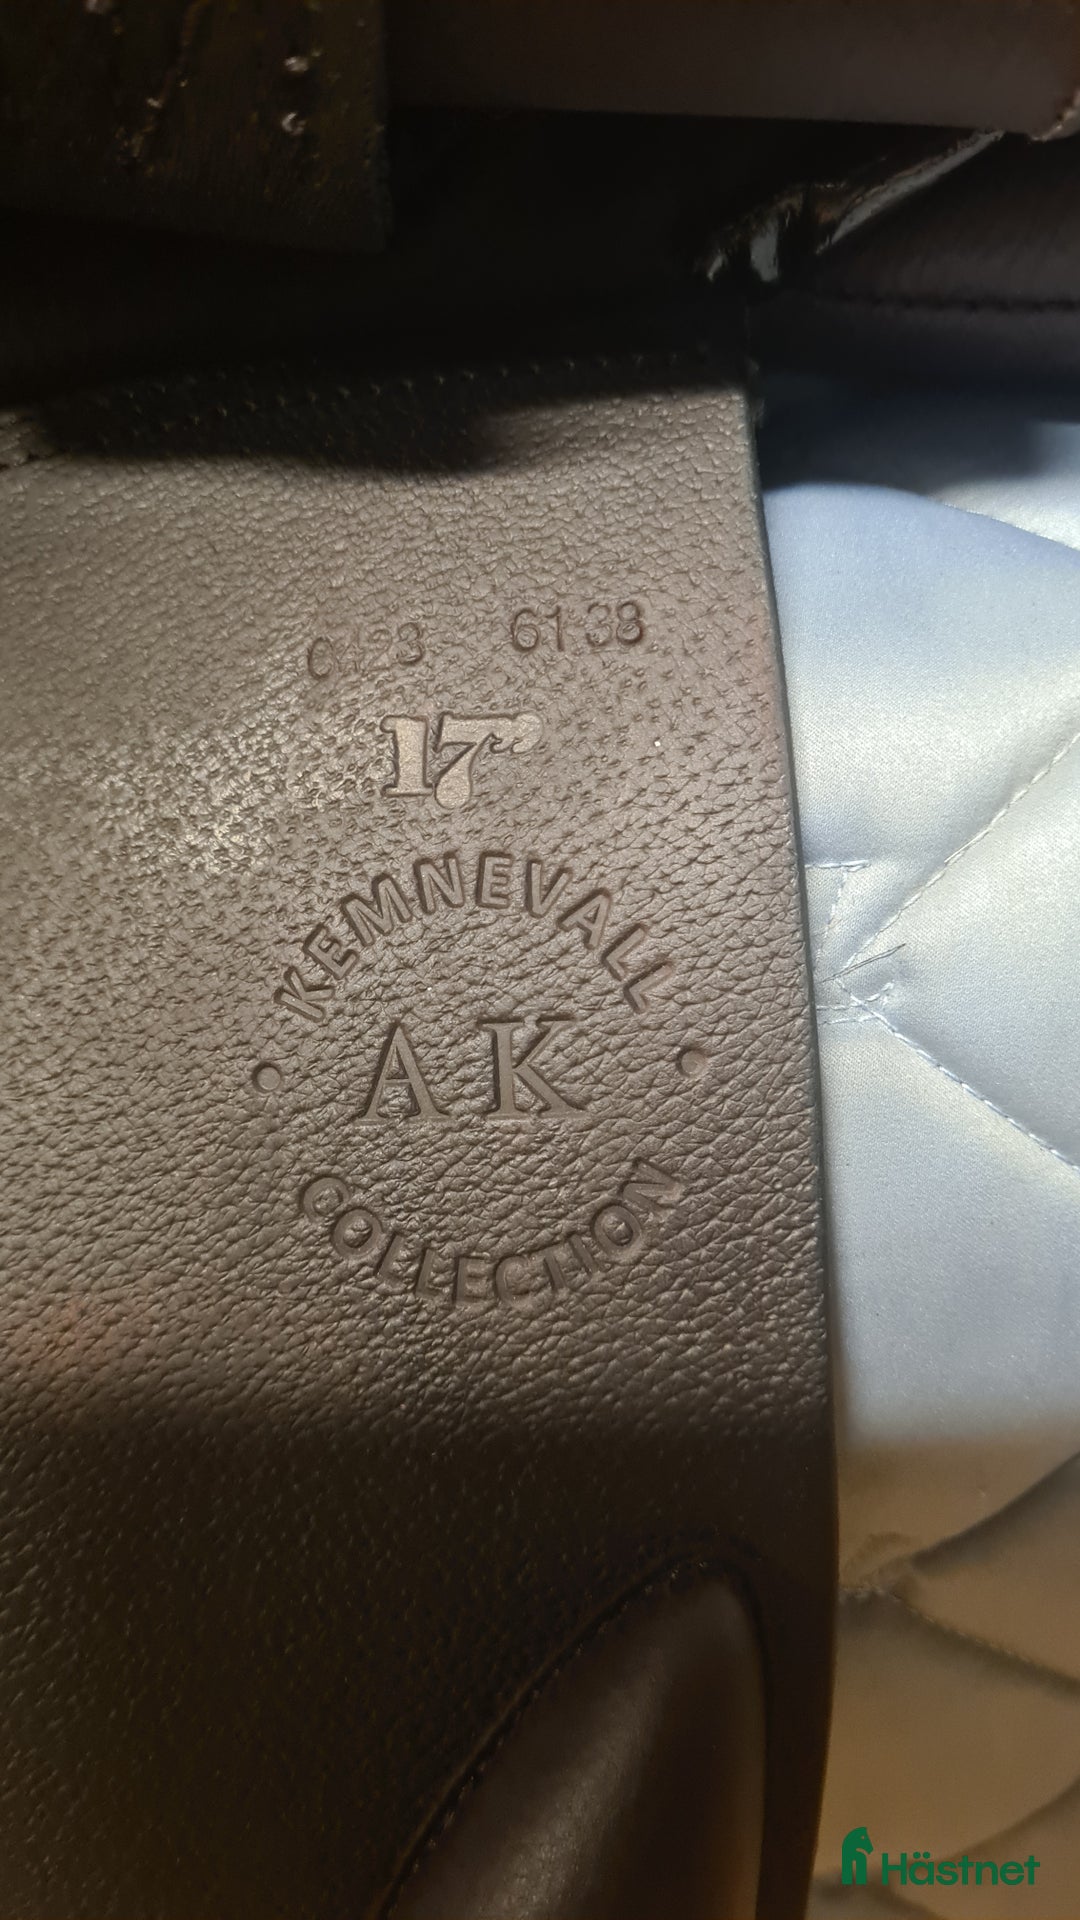 0423 6138
17"
KEMNEVALL
AK
COLLECTION
Hästnet